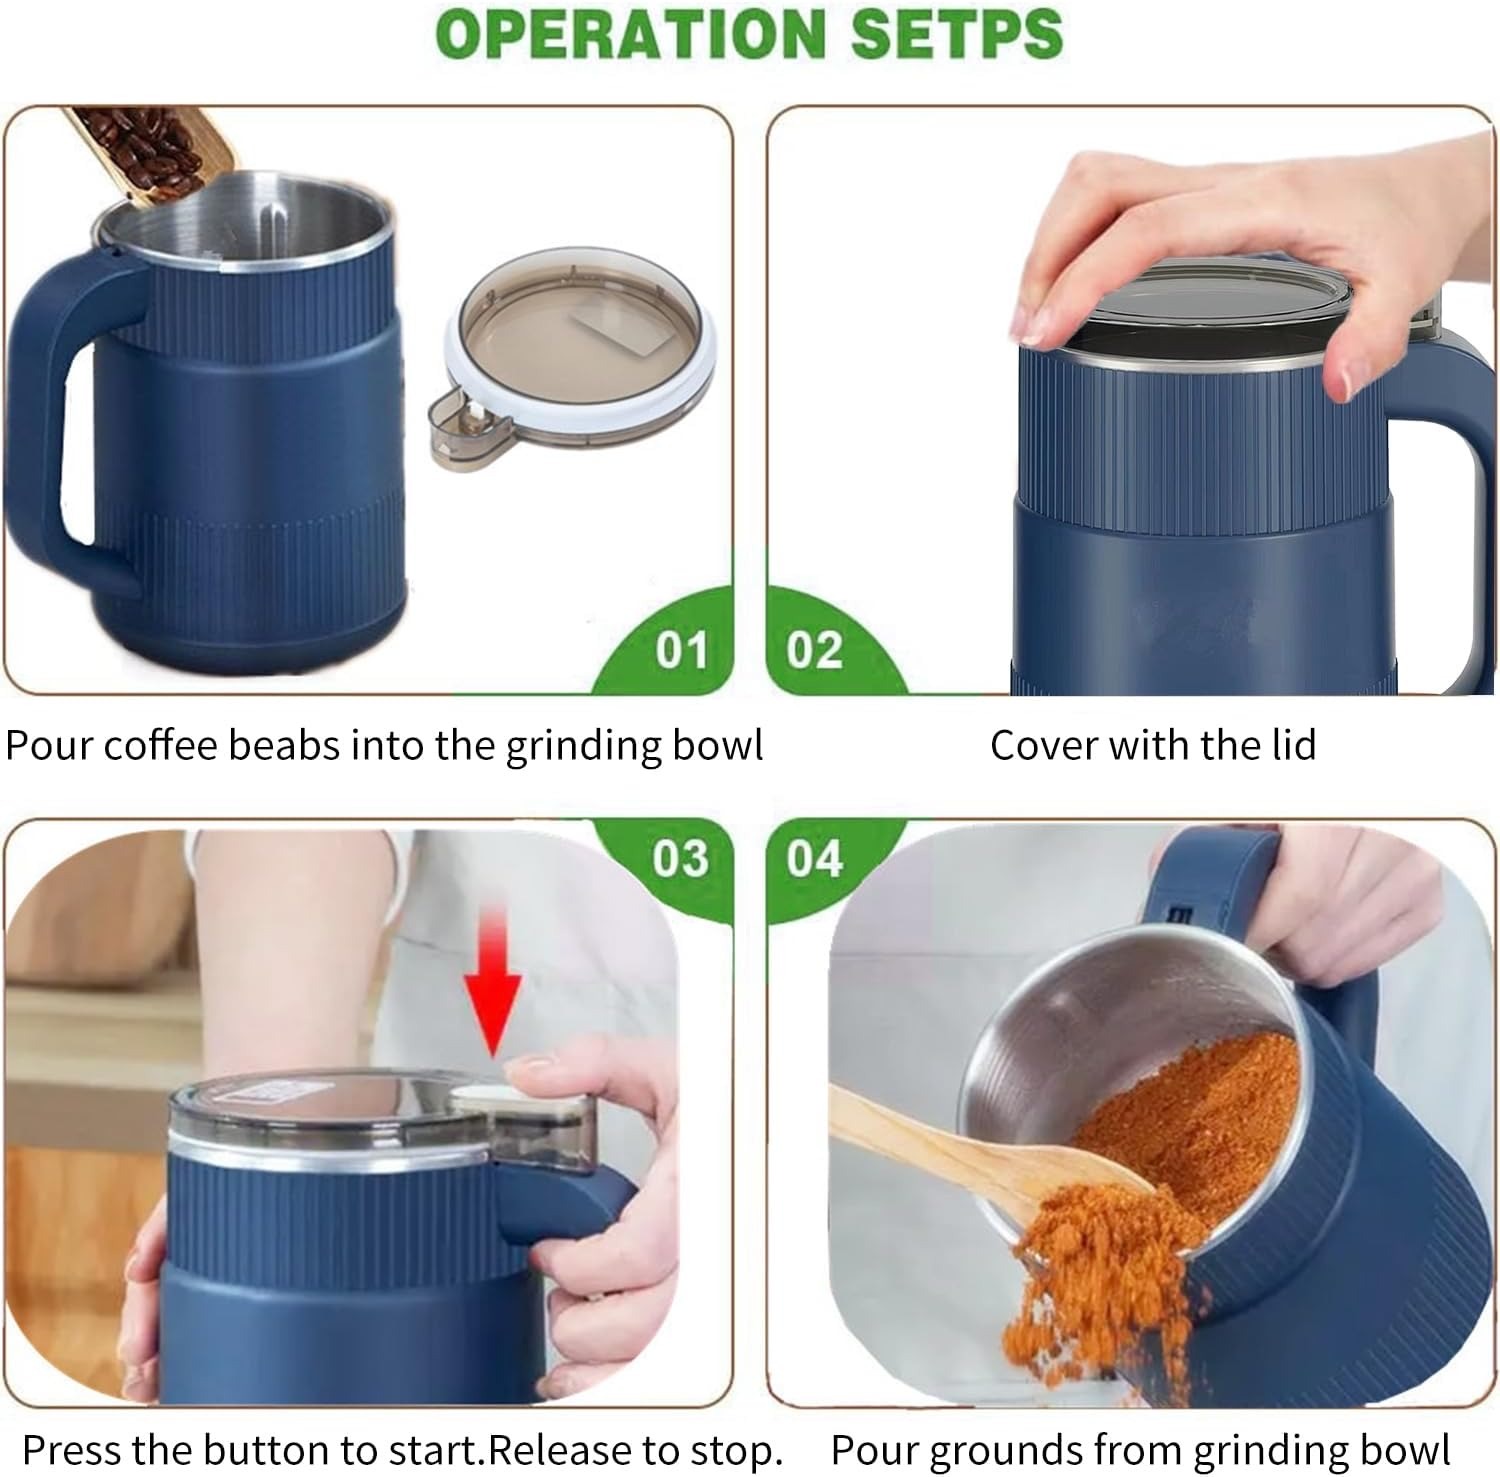 OPERATION SETPS
01
02
Pour coffee beabs into the grinding bowl
Cover with the lid
03
04
Press the button to start.Release to stop.
Pour grounds from grinding bowl